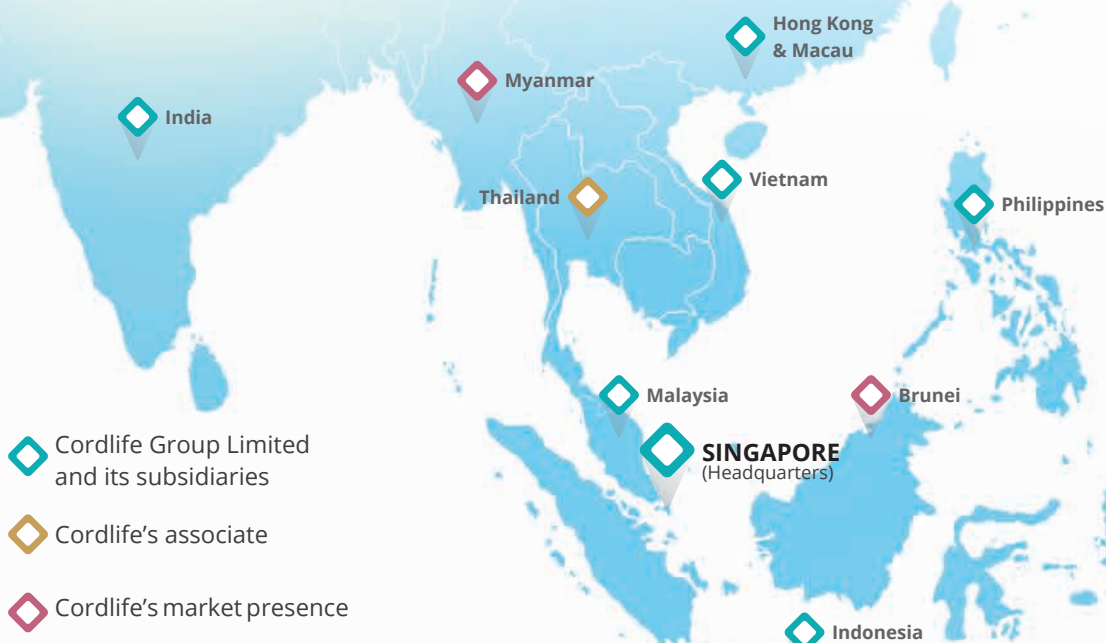 Hong Kong
& Macau
Myanmar
India
Vietnam
Thailand
Philippines
Malaysia
Brunei
SINGAPORE
(Headquarters)
Cordlife Group Limited
and its subsidiaries
Cordlife’s associate
Cordlife’s market presence
Indonesia